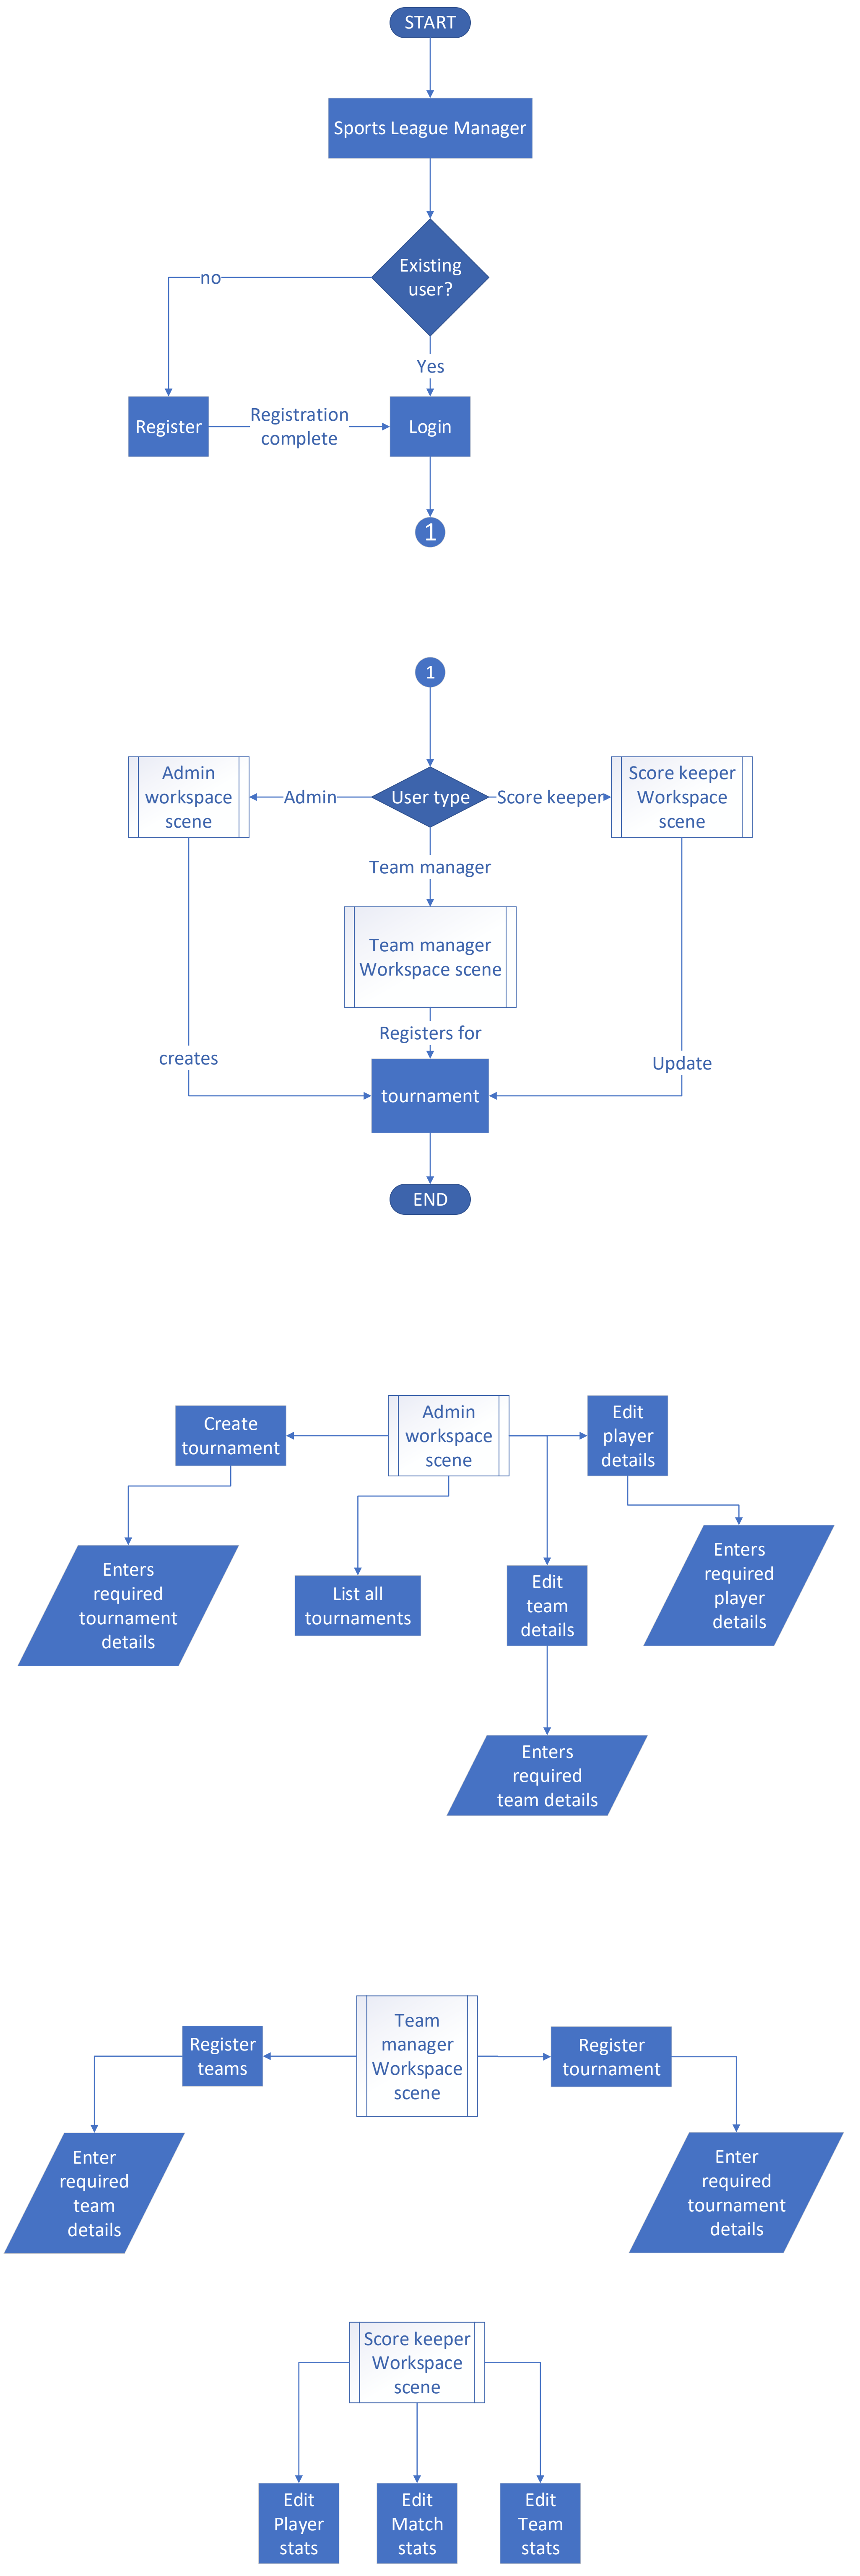 START
Sports League Manager
Existing
user?
no
Yes
Register
Registration
complete
Login
1
1
Admin
workspace
scene
Admin
User type
Score keeper
Score keeper
Workspace
scene
Team manager
Team manager
Workspace scene
Registers for
creates
Update
tournament
END
Create
tournament
Admin
workspace
scene
Edit
player
details
Enters
required
tournament
details
List all
tournaments
Edit
team
details
Enters
required
player
details
Enters
required
team details
Register
teams
Team
manager
Workspace
scene
Register
tournament
Enter
required
team
details
Enter
required
tournament
details
Score keeper
Workspace
scene
Edit
Player
stats
Edit
Match
stats
Edit
Team
stats